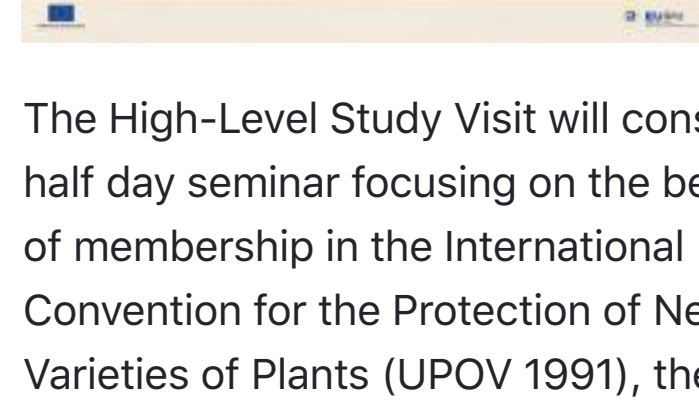 The High-Level Study Visit will cons
half day seminar focusing on the be
of membership in the International
Convention for the Protection of Ne
Varieties of Plants (UPOV 1991), the